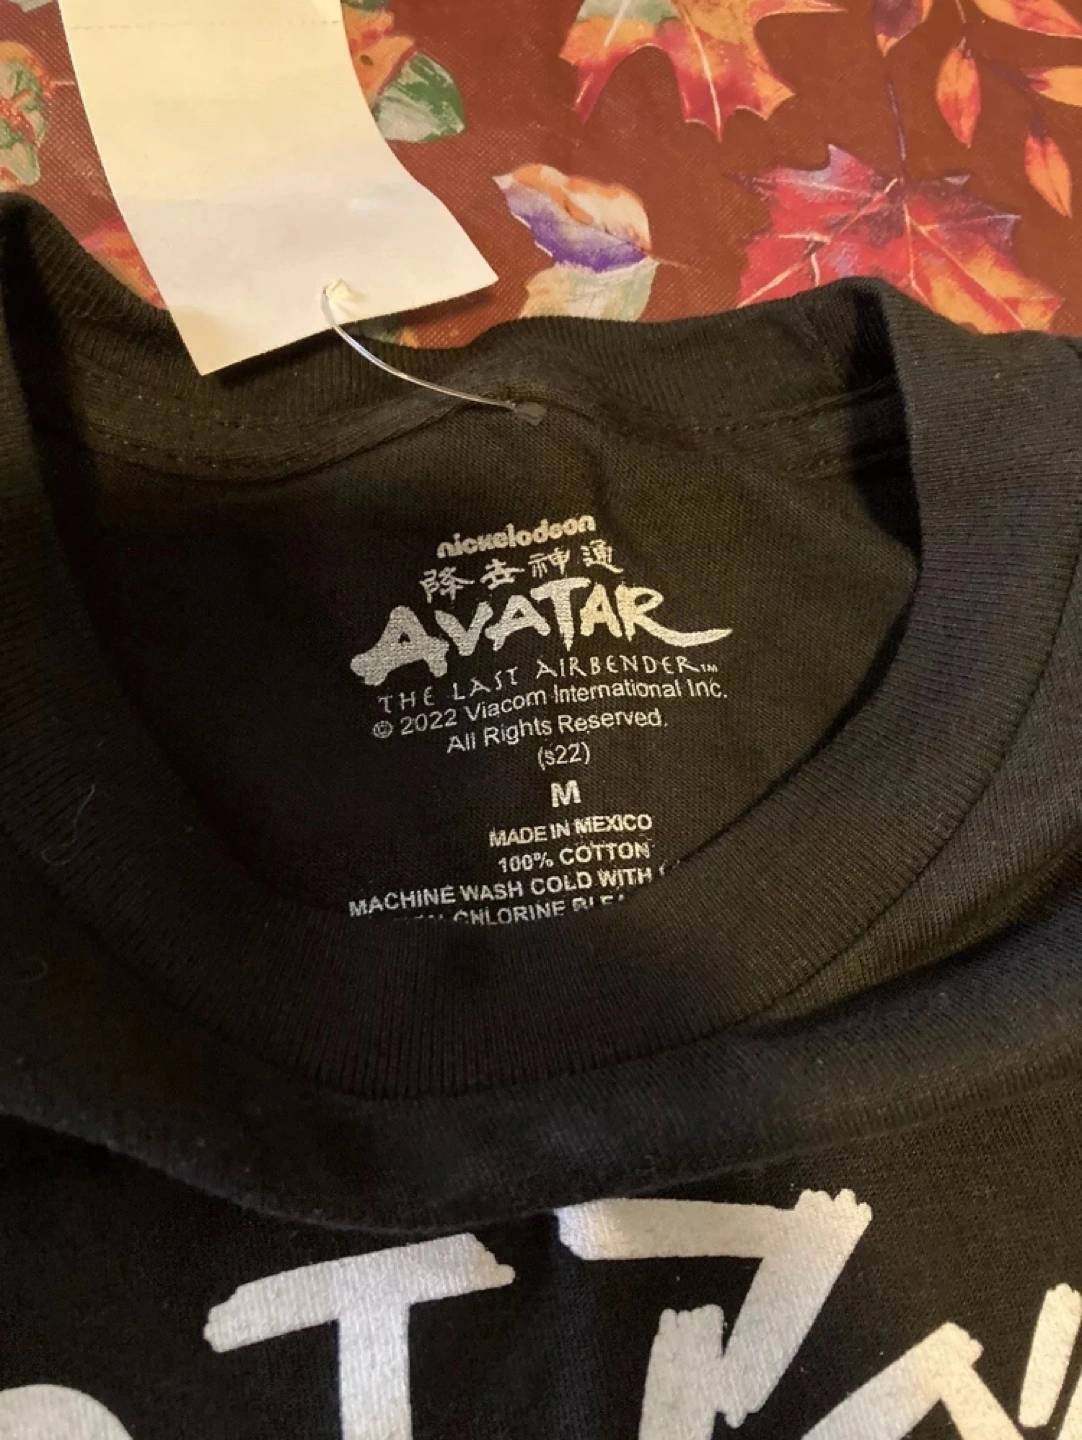 nickelodeon
降去神通
AVATAR
THE LAST AIRBENDER™
© 2022 Viacom International Inc.
All Rights Reserved.
(s22)
M
MADE IN MEXICO
100% COTTON
MACHINE WASH COLD WITH
CHLORINE